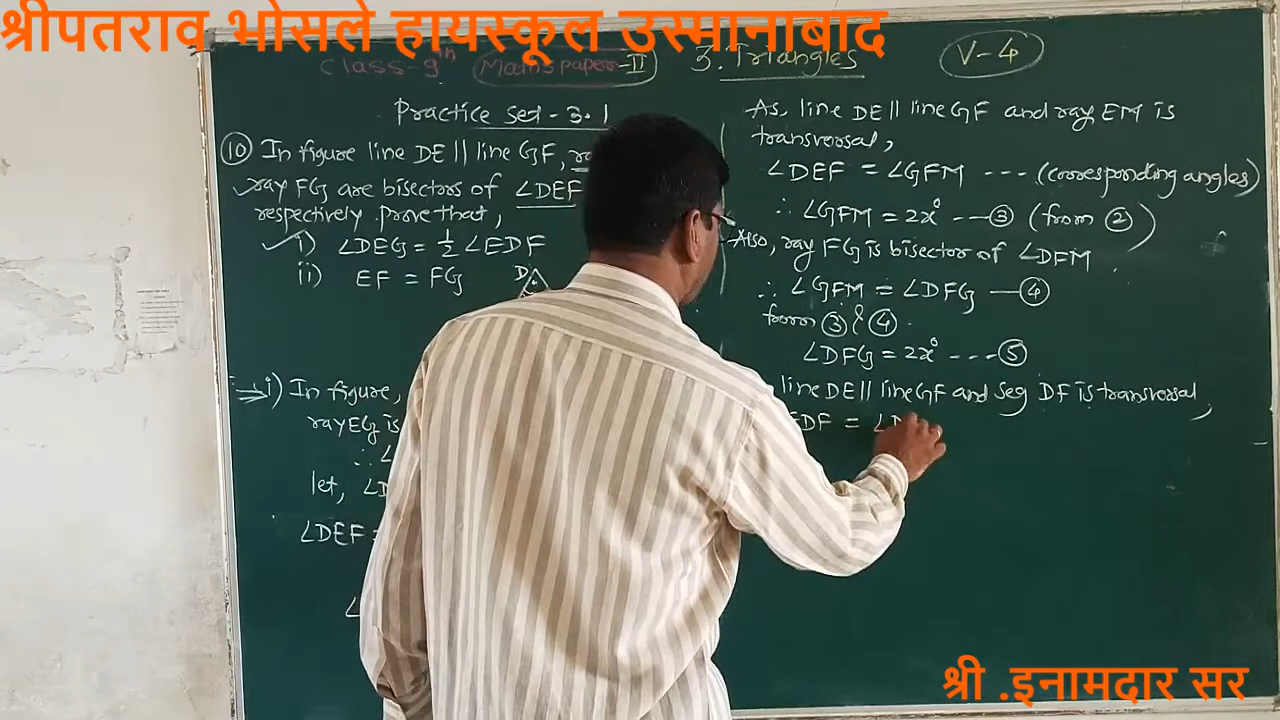 श्रीपतराव भोसले हायस्कूल उस्मानाबाद
Class-9th Maths paper-II 3. Triangles V-4
Practice set-3.1
⑩ In figure line DE || line GF,
ray FG are bisectors of ∠DEF
respectively. prove that,
i) ∠DEG = 1/2 ∠EDF
ii) EF = FG
D
i) In figure,
ray EG is
∴ ∠
let, ∠D
∠DEF =
∠
As, line DE || line GF and ray EM is
transversal,
∠DEF = ∠GFM --- (corresponding angles)
∴ ∠GFM = 2x° --- ③ (from ②)
Also, ray FG is bisector of ∠DFM.
∴ ∠GFM = ∠DFG — ④
from ③ & ④.
∠DFG = 2x° --- ⑤
line DE || line GF and seg DF is transversal,
EDF = ∠D
श्री .इनामदार सर